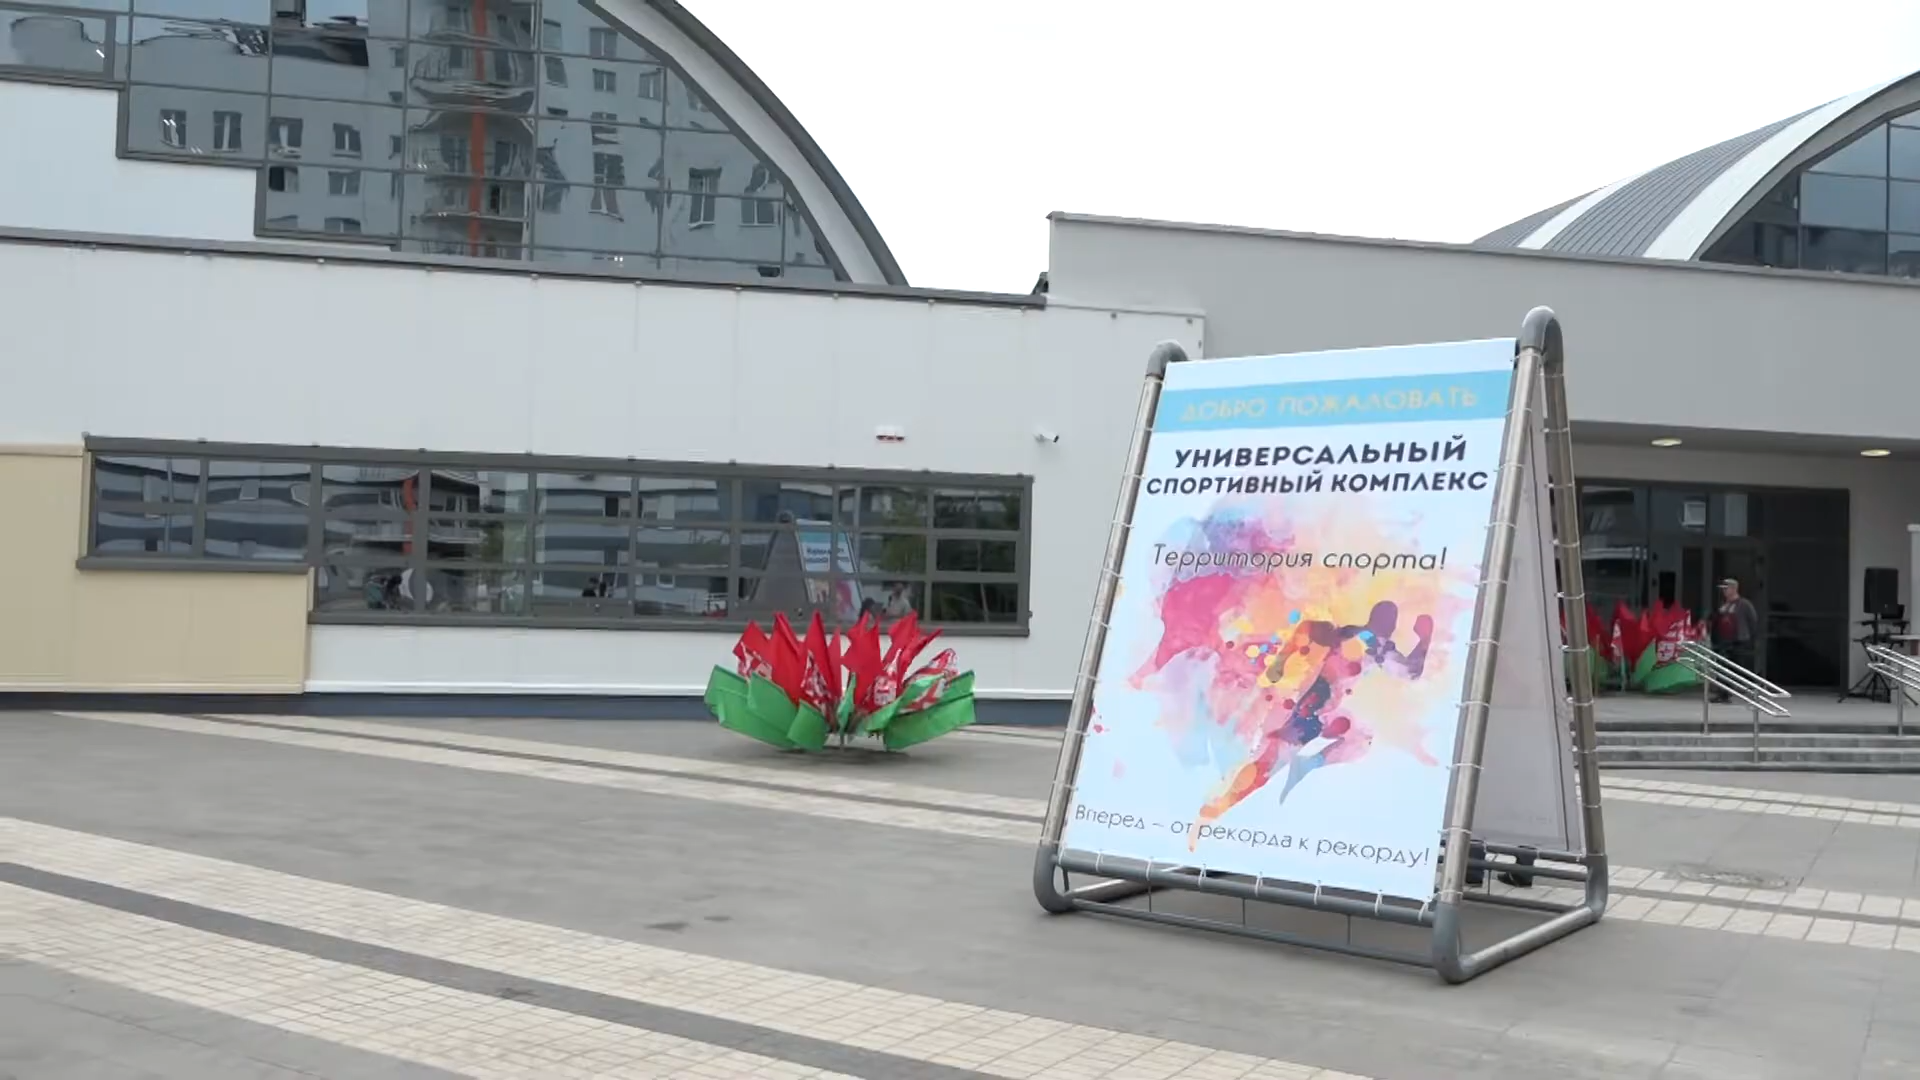 ДОБРО ПОЖАЛОВАТЬ
УНИВЕРСАЛЬНЫЙ
СПОРТИВНЫЙ КОМПЛЕКС
Территория спорта!
Вперед – от рекорда к рекорду!